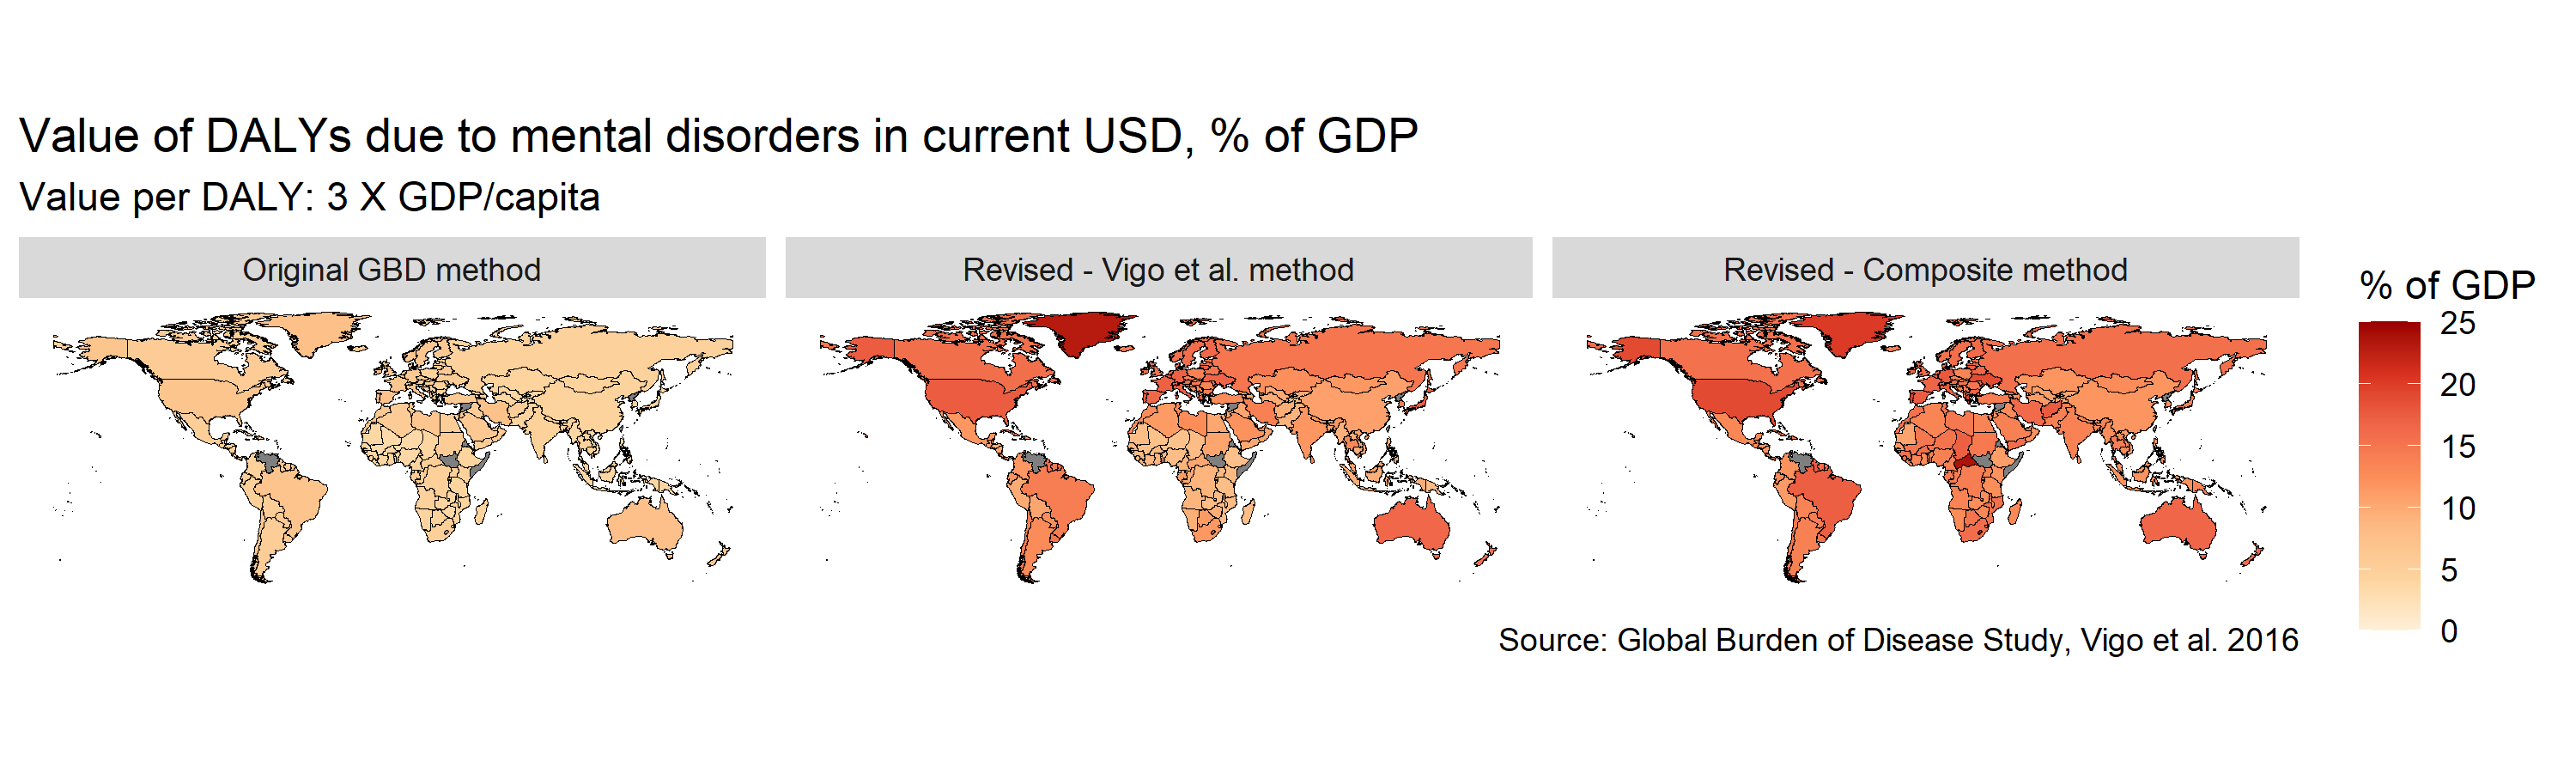 Value of DALYs due to mental disorders in current USD, % of GDP
Value per DALY: 3 X GDP/capita
Original GBD method
Revised - Vigo et al. method
Revised - Composite method
% of GDP
25
20
15
10
5
0
Source: Global Burden of Disease Study, Vigo et al. 2016